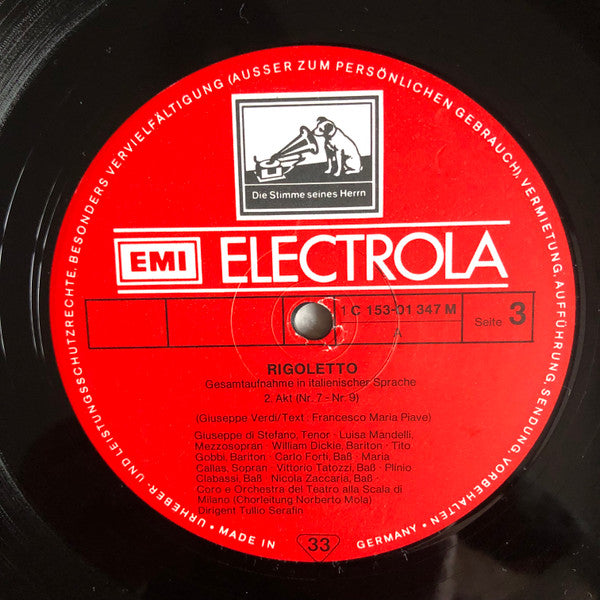 URHEBER- UND LEISTUNGSSCHUTZRECHTE, BESONDERS VERVIELFÄLTIGUNG (AUSSER ZUM PERSÖNLICHEN GEBRAUCH), VERMIETUNG, AUFFÜHRUNG, SENDUNG, VORBEHALTEN •
Die Stimme seines Herrn
EMI ELECTROLA
1 C 153-01 347 M
A
Seite 3
RIGOLETTO
Gesamtaufnahme in italienischer Sprache
2. Akt (Nr. 7 - Nr. 9)
(Giuseppe Verdi/Text: Francesco Maria Piave)
Giuseppe di Stefano, Tenor · Luisa Mandelli,
Mezzosopran · William Dickie, Bariton · Tito
Gobbi, Bariton · Carlo Forti, Baß · Maria
Callas, Sopran · Vittorio Tatozzi, Baß · Plinio
Clabassi, Baß · Nicola Zaccaria, Baß ·
Coro e Orchestra del Teatro alla Scala di
Milano (Chorleitung Norberto Mola)
Dirigent Tullio Serafin
• MADE IN GERMANY •
33